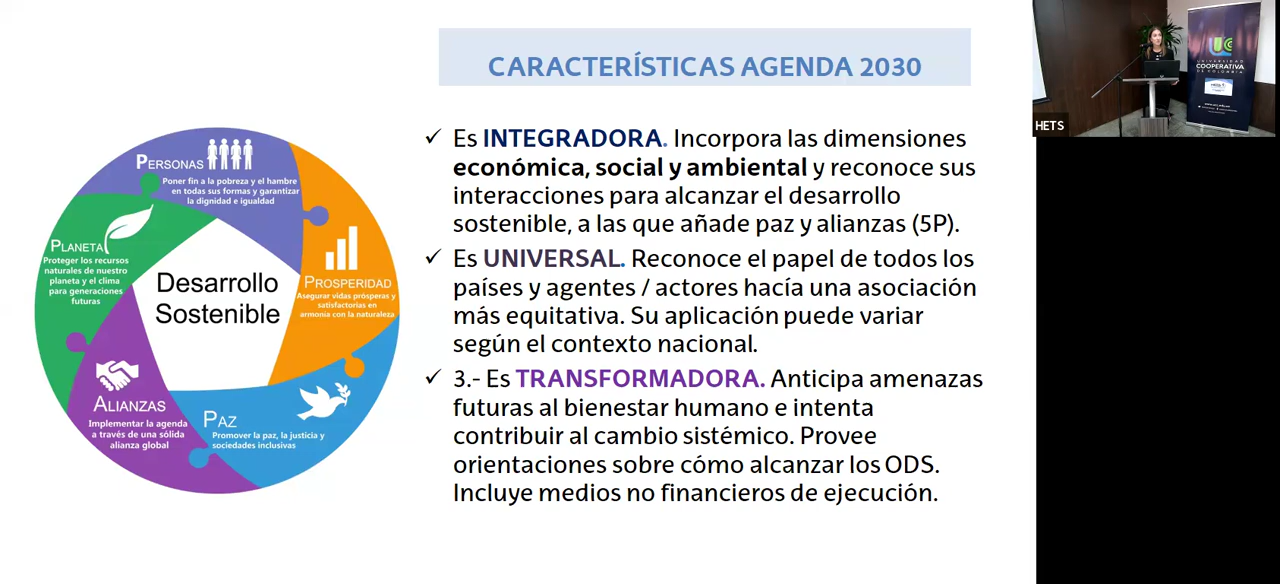 CARACTERÍSTICAS AGENDA 2030
PERSONAS
Poner fin a la pobreza y el hambre
en todas sus formas y garantizar
la dignidad e igualdad
PLANETA
Proteger los recursos
naturales de nuestro
planeta y el clima
para generaciones
futuras
PROSPERIDAD
Asegurar vidas prósperas y
satisfactorias en
armonía con la naturaleza
Desarrollo
Sostenible
ALIANZAS
Implementar la agenda
a través de una sólida
alianza global
PAZ
Promover la paz, la justicia y
sociedades inclusivas
✓ Es INTEGRADORA. Incorpora las dimensiones
económica, social y ambiental y reconoce sus
interacciones para alcanzar el desarrollo
sostenible, a las que añade paz y alianzas (5P).
✓ Es UNIVERSAL. Reconoce el papel de todos los
países y agentes / actores hacía una asociación
más equitativa. Su aplicación puede variar
según el contexto nacional.
✓ 3.- Es TRANSFORMADORA. Anticipa amenazas
futuras al bienestar humano e intenta
contribuir al cambio sistémico. Provee
orientaciones sobre cómo alcanzar los ODS.
Incluye medios no financieros de ejecución.
UCC
UNIVERSIDAD
COOPERATIVA
DE COLOMBIA
HETS